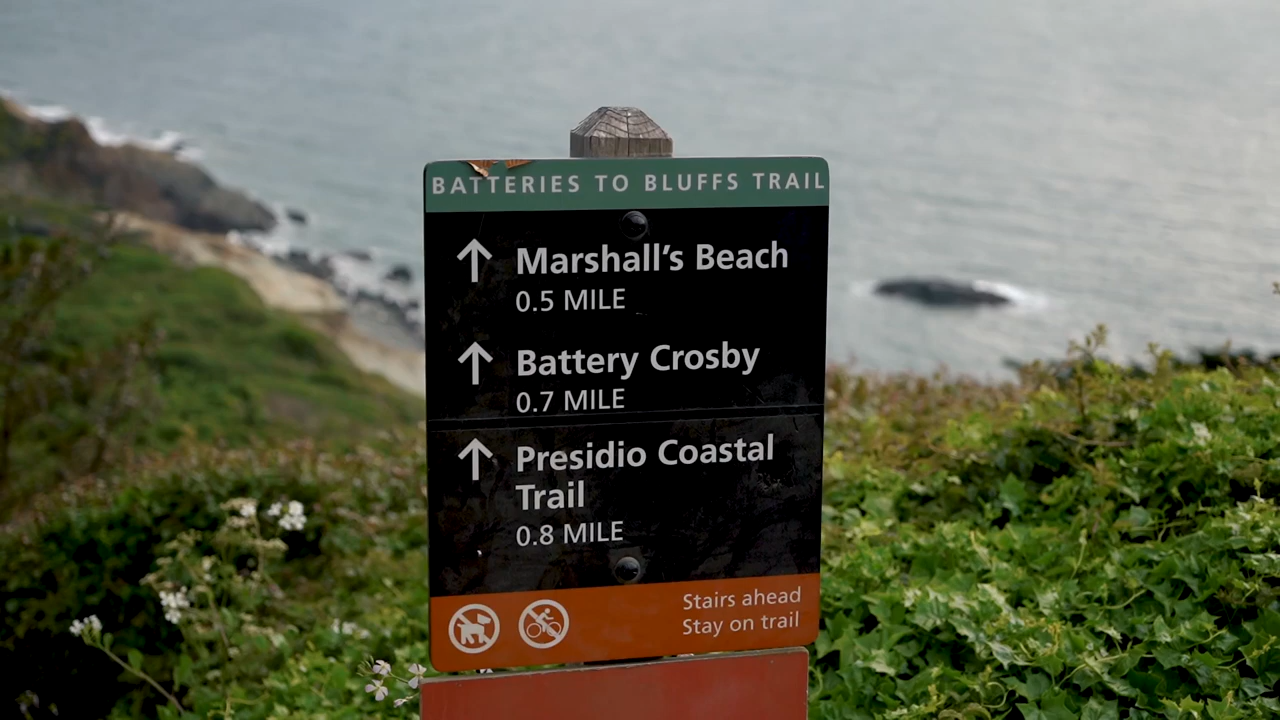 BATTERIES TO BLUFFS TRAIL
Marshall's Beach
0.5 MILE
Battery Crosby
0.7 MILE
Presidio Coastal
Trail
0.8 MILE
Stairs ahead
Stay on trail